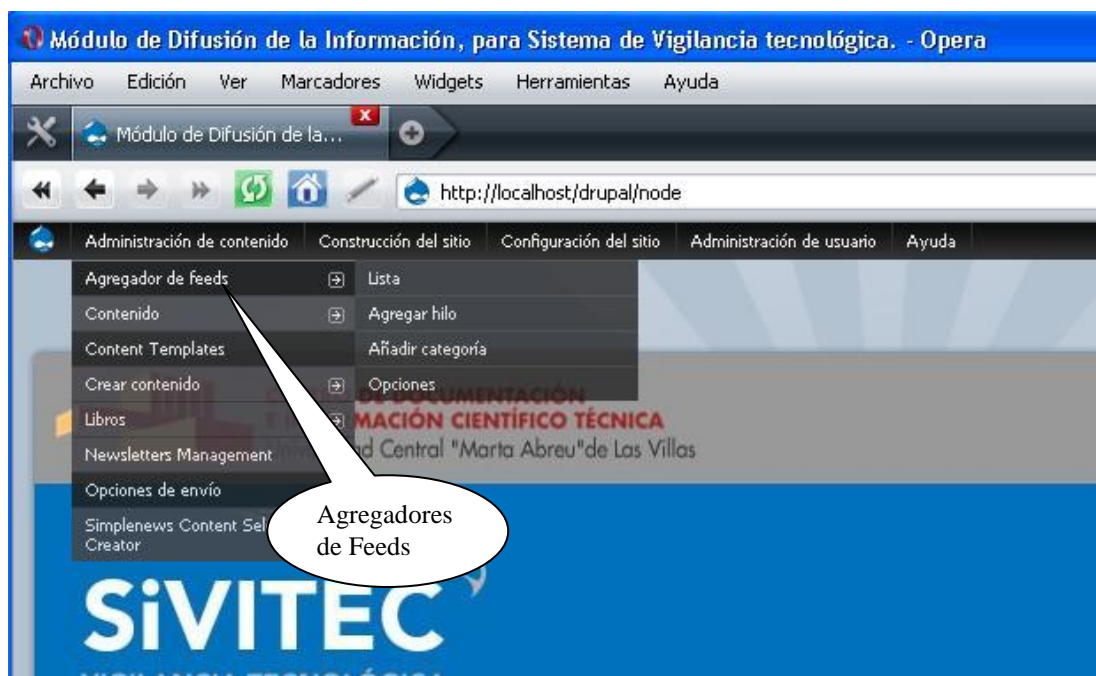 Módulo de Difusión de la Información, para Sistema de Vigilancia tecnológica. - Opera
Archivo Edición Ver Marcadores Widgets Herramientas Ayuda
Módulo de Difusión de la...
http://localhost/drupal/node
Administración de contenido Construcción del sitio Configuración del sitio Administración de usuario Ayuda
Agregador de feeds Lista
Contenido Agregar hilo
Content Templates Añadir categoría
Crear contenido Opciones
Libros
Newsletters Management
Opciones de envío
Simplenews Content
Creator
DOCUMENTACIÓN
CIENTÍFICO TÉCNICA
Central "Marta Abreu"de Las Villas
Agregadores
de Feeds
SiVITEC
VIGILANCIA TECNOLÓGICA